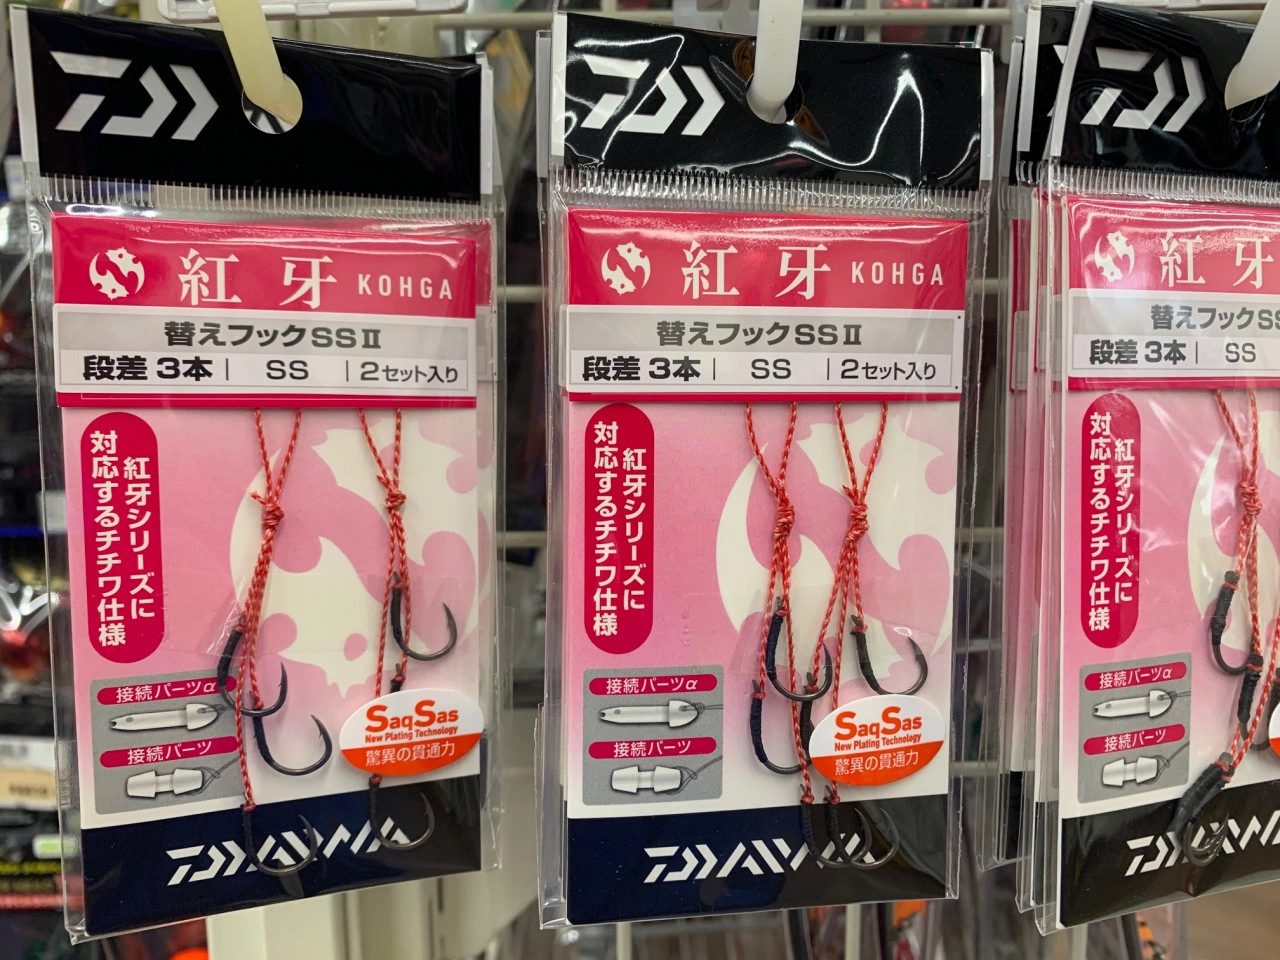 紅牙 KOHGA
替えフックSSⅡ
段差3本 SS 2セット入り
紅牙シリーズに
対応するチチワ仕様
接続パーツα
接続パーツ
SaqSas
New Plating Technology
驚異の貫通力
DAIWA
紅牙 KOHGA
替えフックSSⅡ
段差3本 SS 2セット入り
紅牙シリーズに
対応するチチワ仕様
接続パーツα
接続パーツ
SaqSas
New Plating Technology
驚異の貫通力
DAIWA
紅牙
替えフックSS
段差3本 SS
紅牙シリーズに
対応するチチワ仕様
接続パーツα
接続パーツ